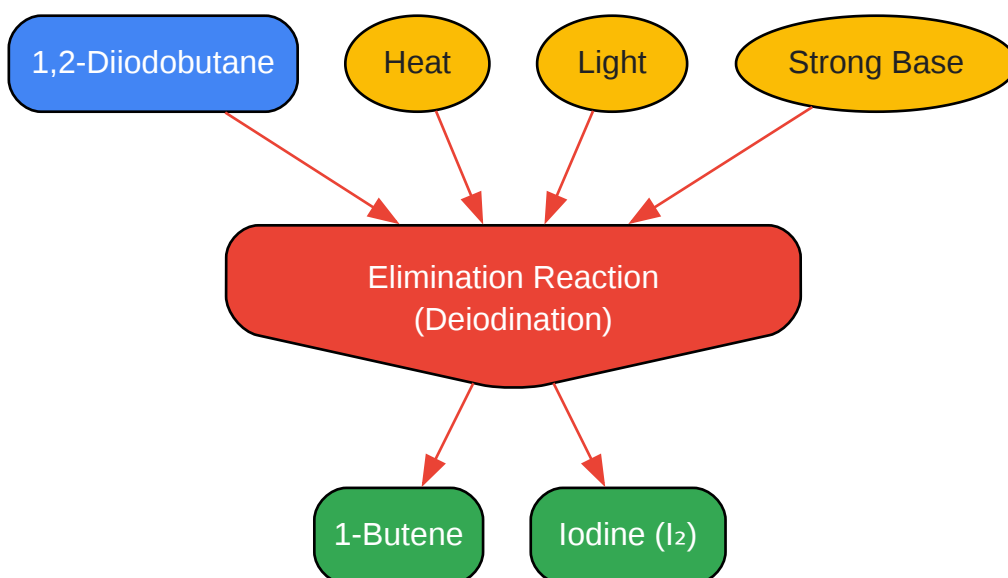 1,2-Diiodobutane
Heat
Light
Strong Base
Elimination Reaction
(Deiodination)
1-Butene
Iodine (I₂)